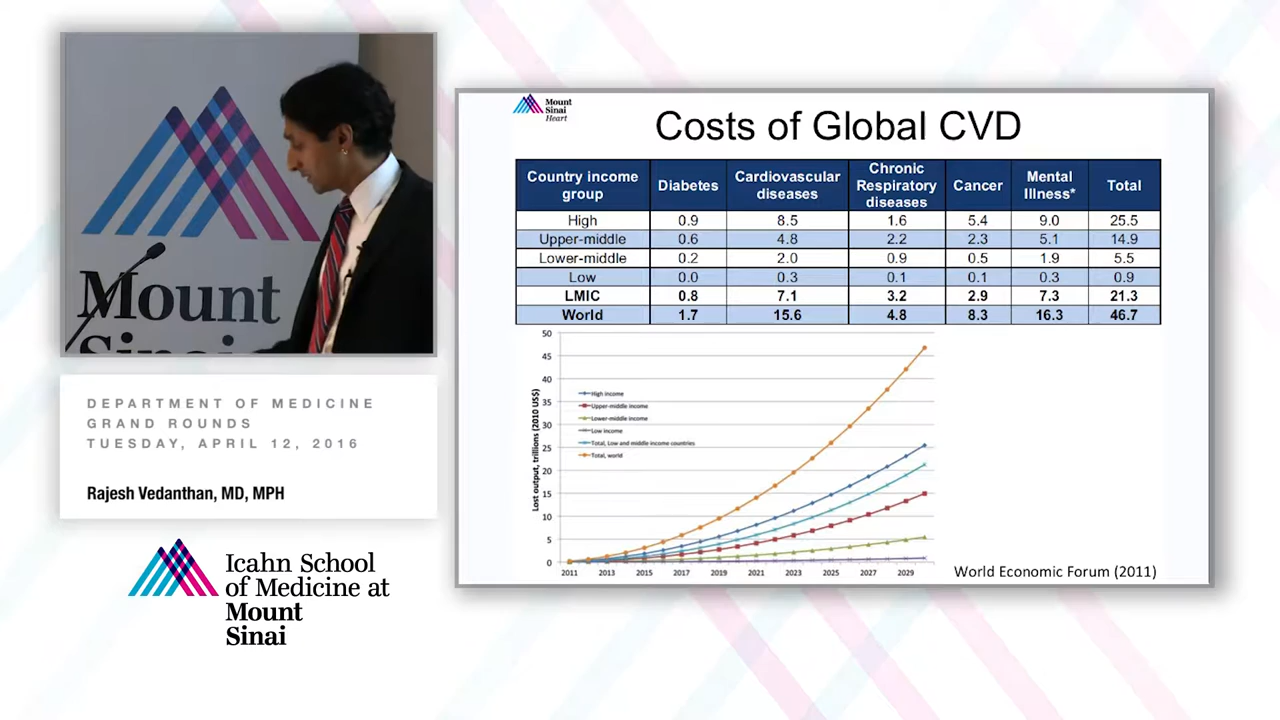 Mount
Sinai
DEPARTMENT OF MEDICINE
GRAND ROUNDS
TUESDAY, APRIL 12, 2016
Rajesh Vedanthan, MD, MPH
Icahn School
of Medicine at
Mount
Sinai
Mount
Sinai
Heart
Costs of Global CVD
Country income group Diabetes Cardiovascular diseases Chronic Respiratory diseases Cancer Mental Illness* Total
High 0.9 8.5 1.6 5.4 9.0 25.5
Upper-middle 0.6 4.8 2.2 2.3 5.1 14.9
Lower-middle 0.2 2.0 0.9 0.5 1.9 5.5
Low 0.0 0.3 0.1 0.1 0.3 0.9
LMIC 0.8 7.1 3.2 2.9 7.3 21.3
World 1.7 15.6 4.8 8.3 16.3 46.7
Lost output, trillions (2010 US$)
50
45
40
35
30
25
20
15
10
5
0
High income
Upper-middle income
Lower-middle income
Low income
Total, Low and middle income countries
Total, world
2011 2013 2015 2017 2019 2021 2023 2025 2027 2029
World Economic Forum (2011)